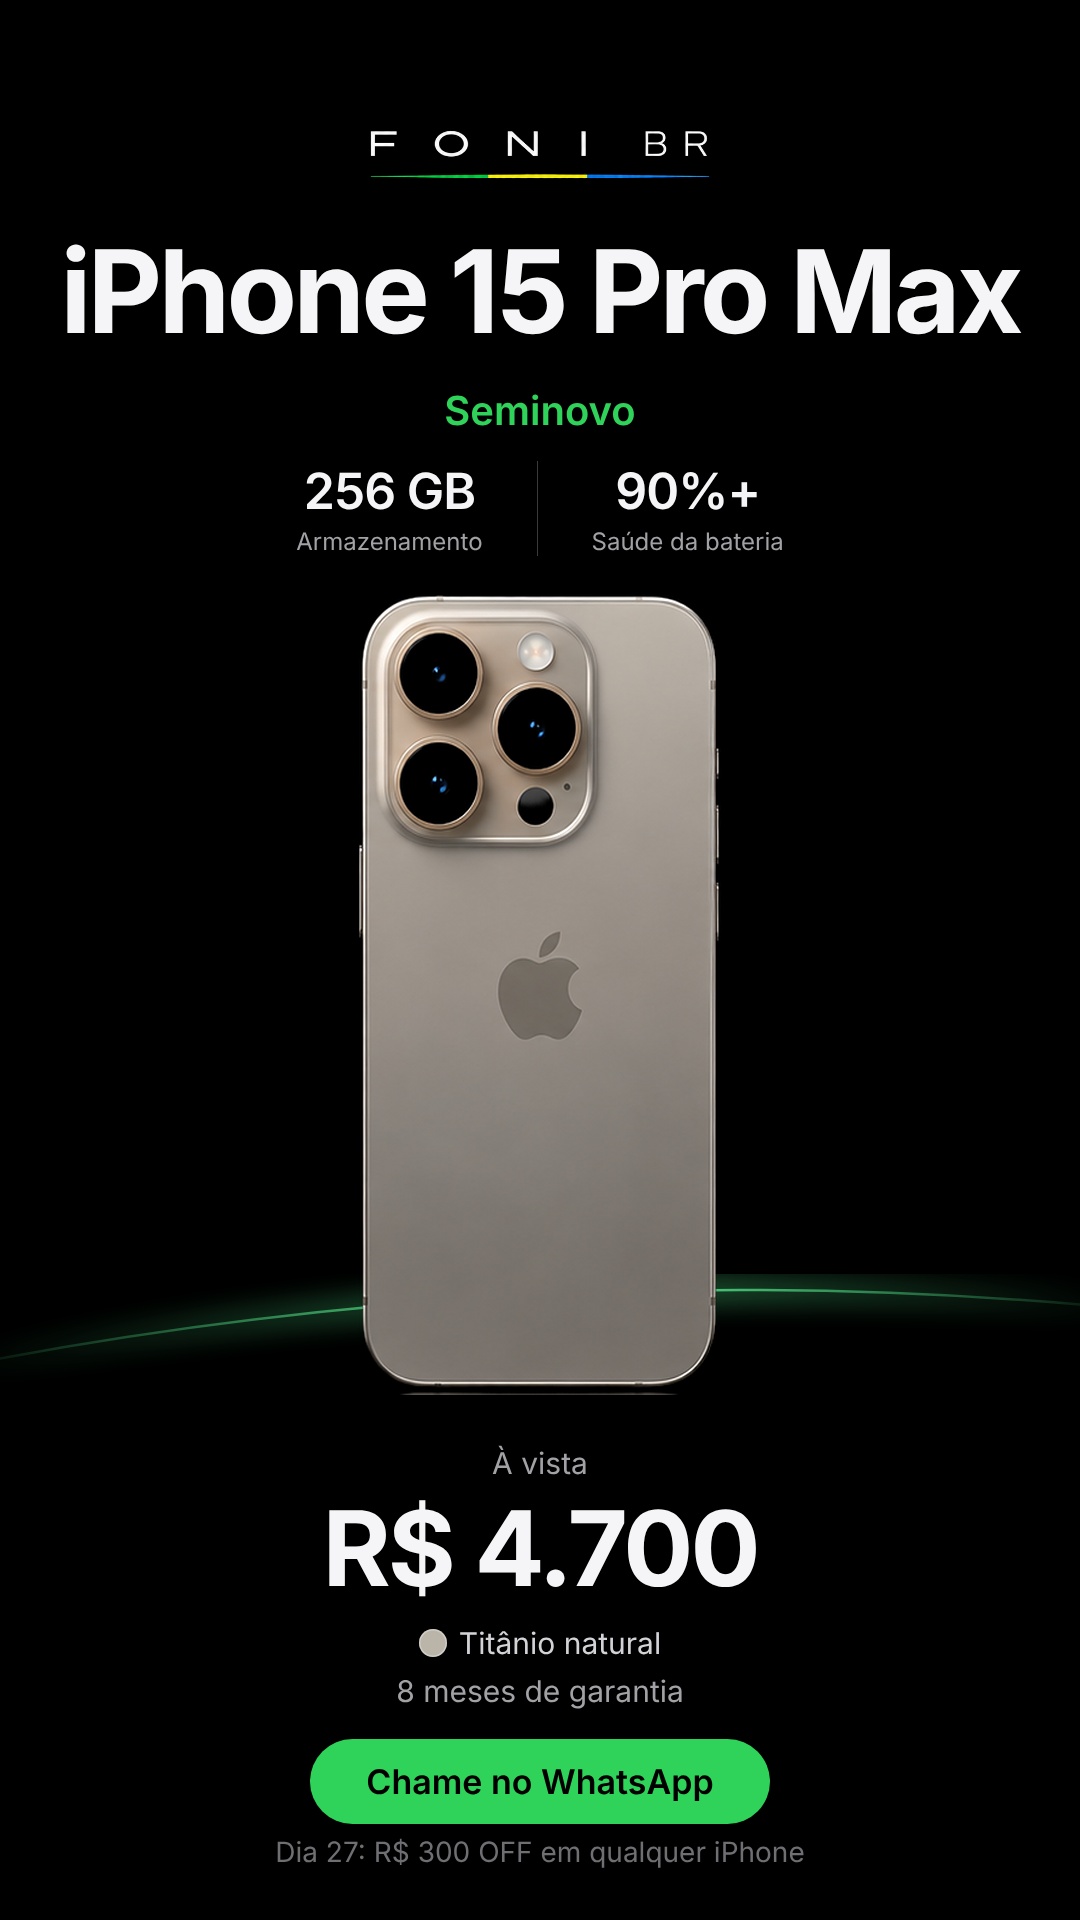 FONI BR
iPhone 15 Pro Max
Seminovo
256 GB
Armazenamento
90%+
Saúde da bateria
À vista
R$ 4.700
Titânio natural
8 meses de garantia
Chame no WhatsApp
Dia 27: R$ 300 OFF em qualquer iPhone